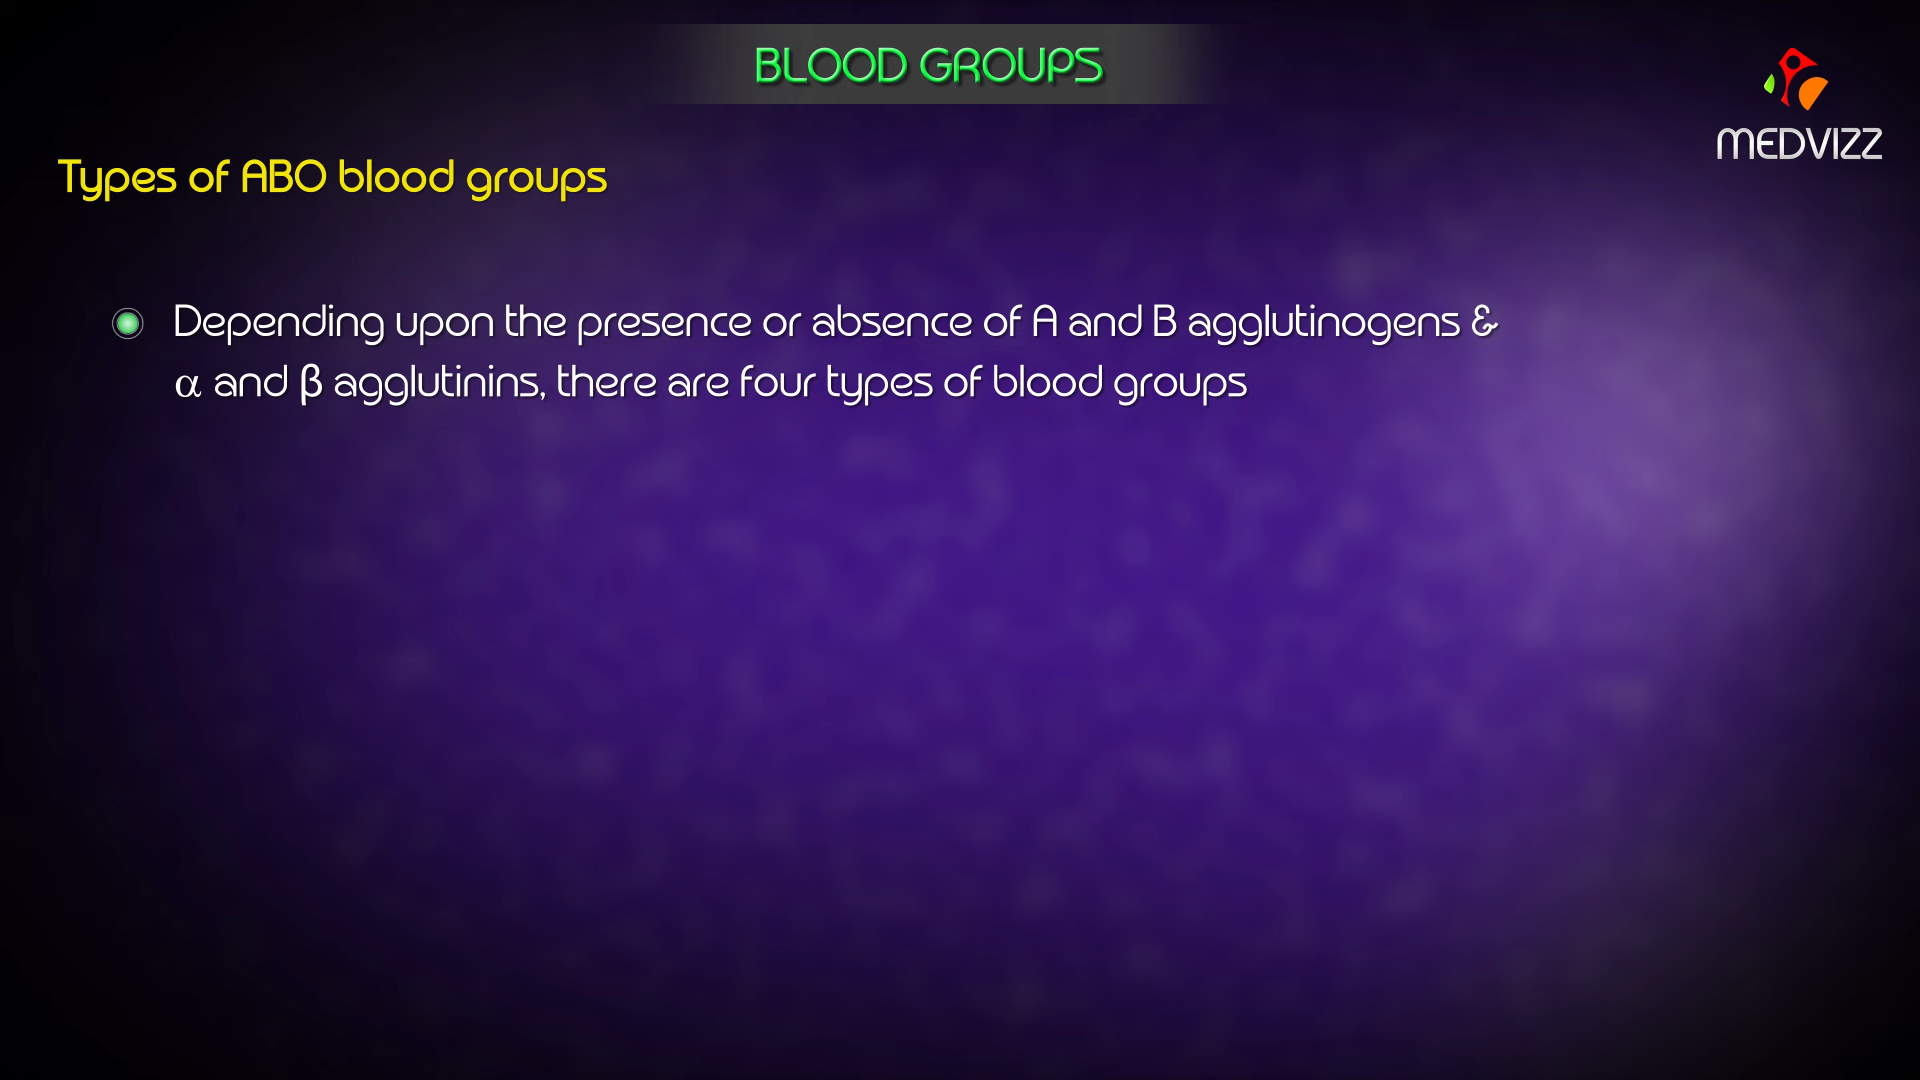 BLOOD GROUPS
MEDVIZZ
Types of ABO blood groups
Depending upon the presence or absence of A and B agglutinogens &
α and β agglutinins, there are four types of blood groups